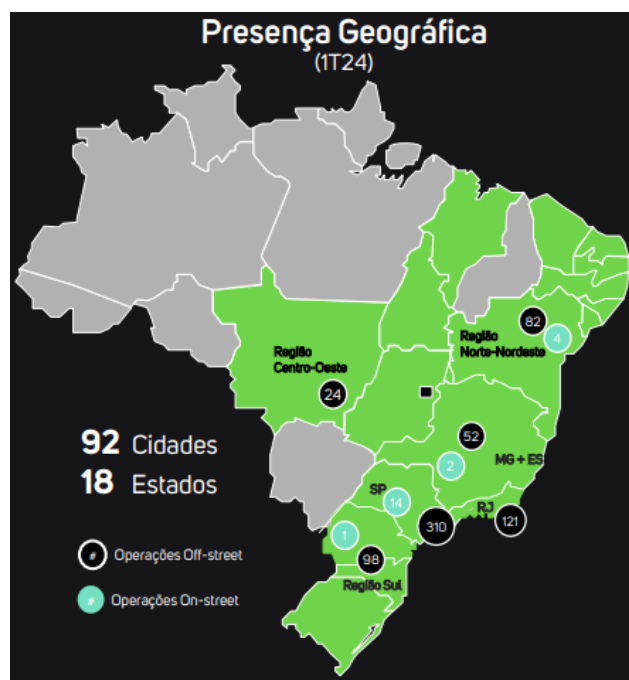 Presença Geográfica
(1T24)
82
Região
Norte-Nordeste
4
Região
Centro-Oeste
24
92 Cidades
18 Estados
52
2
MG + ES
SP
14
RJ
310
121
1
98
Região Sul
# Operações Off-street
# Operações On-street